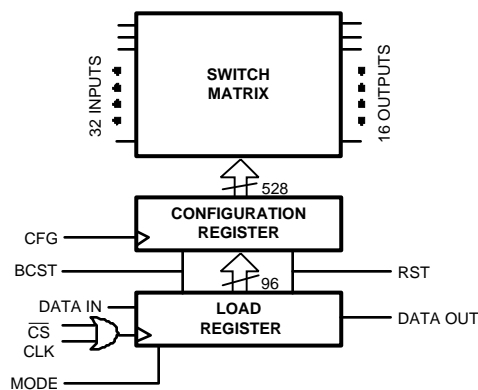 32 INPUTS
SWITCH
MATRIX
16 OUTPUTS
528
CONFIGURATION
REGISTER
CFG
BCST
96
RST
DATA IN
LOAD
REGISTER
DATA OUT
CS
CLK
MODE